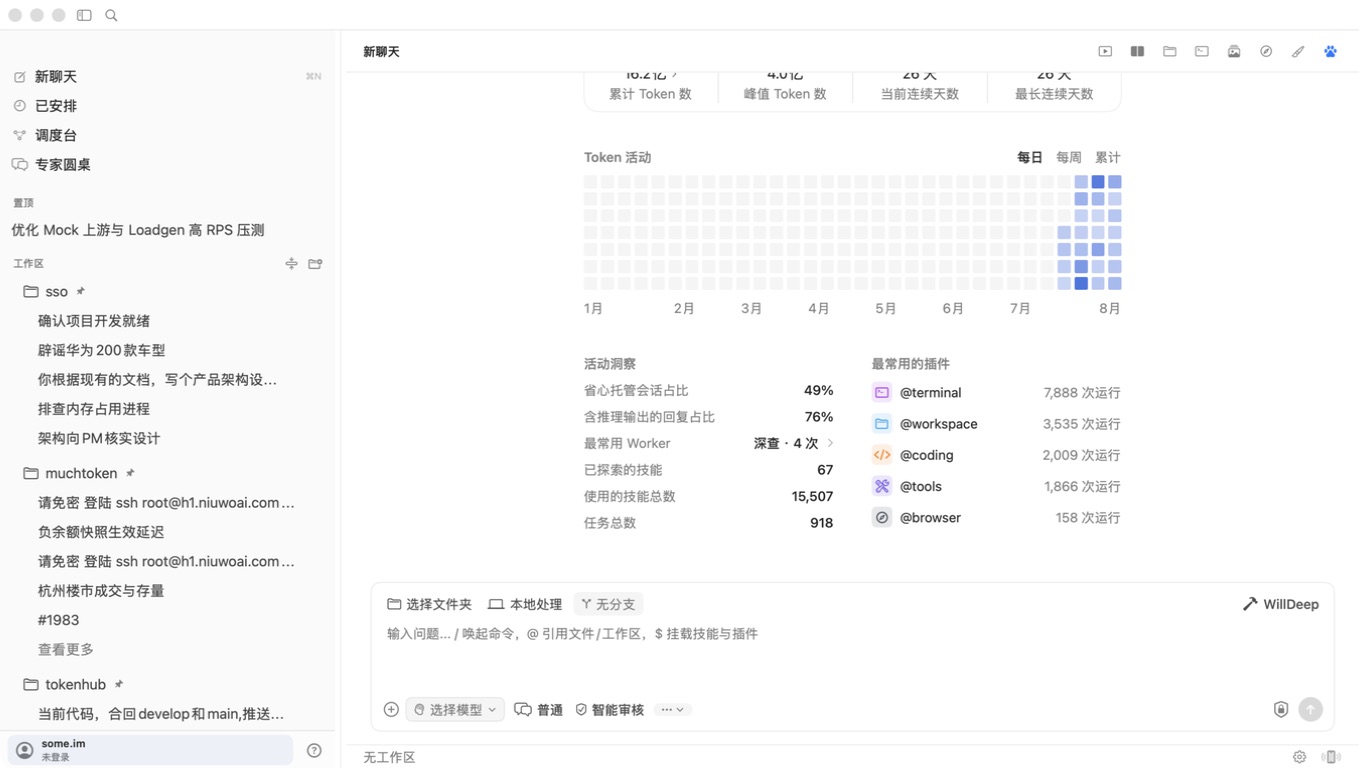 新聊天
⌘N
已安排
调度台
专家圆桌
置顶
优化 Mock 上游与 Loadgen 高 RPS 压测
工作区
sso
确认项目开发就绪
辟谣华为200款车型
你根据现有的文档，写个产品架构设...
排查内存占用进程
架构向PM核实设计
muchtoken
请免密 登陆 ssh root@h1.niuwoai.com...
负余额快照生效延迟
请免密 登陆 ssh root@h1.niuwoai.com...
杭州楼市成交与存量
#1983
查看更多
tokenhub
当前代码，合回develop和main,推送...
some.im
未登录
新聊天
16.2亿 › 4.0亿 26 天 26 天
累计 Token 数 峰值 Token 数 当前连续天数 最长连续天数
Token 活动 每日 每周 累计
1月 2月 3月 4月 5月 6月 7月 8月
活动洞察
省心托管会话占比 49%
含推理输出的回复占比 76%
最常用 Worker 深查 · 4 次
已探索的技能 67
使用的技能总数 15,507
任务总数 918
最常用的插件
@terminal 7,888 次运行
@workspace 3,535 次运行
@coding 2,009 次运行
@tools 1,866 次运行
@browser 158 次运行
选择文件夹 本地处理 无分支 WillDeep
输入问题... / 唤起命令，@ 引用文件/工作区，$ 挂载技能与插件
选择模型 普通 智能审核 ...
无工作区